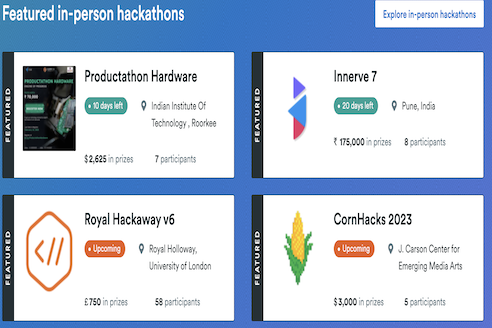 Featured in-person hackathons
Explore in-person hackathons
FEATURED
PRODUCTATHON HARDWARE
Productathon Hardware
10 days left
Indian Institute Of
Technology , Roorkee
$2,625 in prizes
7 participants
FEATURED
Innerve 7
20 days left
Pune, India
₹ 175,000 in prizes
8 participants
FEATURED
</>
Royal Hackaway v6
Upcoming
Royal Holloway,
University of London
£750 in prizes
58 participants
FEATURED
CornHacks 2023
Upcoming
J. Carson Center for
Emerging Media Arts
$3,000 in prizes
5 participants